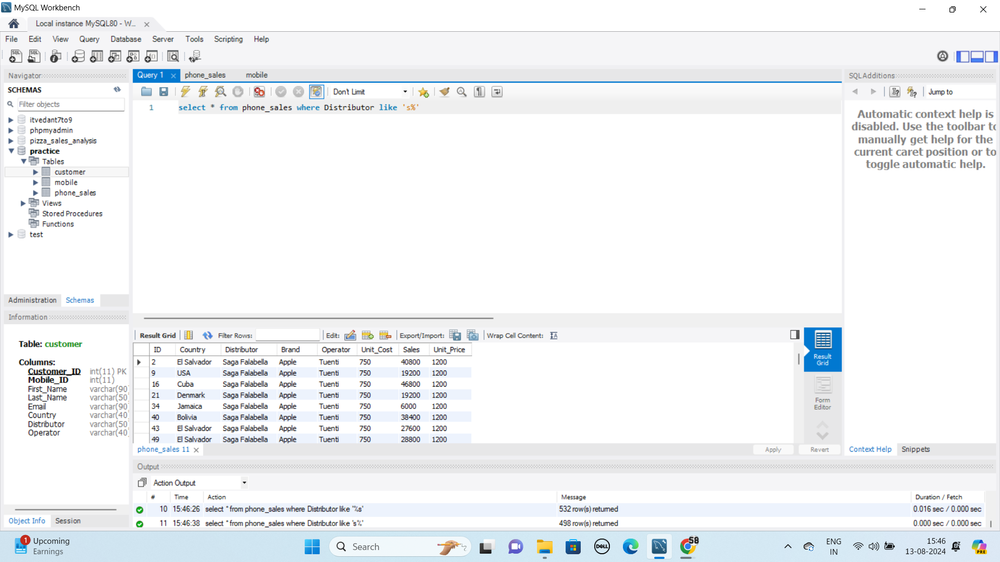 MySQL Workbench
Local instance MySQL80 - W...
File Edit View Query Database Server Tools Scripting Help
Navigator
SCHEMAS
Filter objects
itvedant7to9
phpmyadmin
pizza_sales_analysis
practice
Tables
customer
mobile
phone_sales
Views
Stored Procedures
Functions
test
Administration Schemas
Information
Table: customer
Columns:
Customer_ID int(11) PK
Mobile_ID int(11)
First_Name varchar(90
Last_Name varchar(50
Email varchar(90
Country varchar(40
Distributor varchar(50
Operator varchar(40
Object Info Session
Query 1 phone_sales mobile
Don't Limit
1 select * from phone_sales where Distributor like 's%'
Result Grid Filter Rows: Edit: Export/Import: Wrap Cell Content:
ID Country Distributor Brand Operator Unit_Cost Sales Unit_Price
2 El Salvador Saga Falabella Apple Tuenti 750 40800 1200
9 USA Saga Falabella Apple Tuenti 750 19200 1200
16 Cuba Saga Falabella Apple Tuenti 750 46800 1200
21 Denmark Saga Falabella Apple Tuenti 750 19200 1200
34 Jamaica Saga Falabella Apple Tuenti 750 6000 1200
40 Bolivia Saga Falabella Apple Tuenti 750 38400 1200
43 El Salvador Saga Falabella Apple Tuenti 750 27600 1200
49 El Salvador Saga Falabella Apple Tuenti 750 28800 1200
Result
Grid
Form
Editor
phone_sales 11
Apply Revert
Output
Action Output
# Time Action Message Duration / Fetch
10 15:46:26 select * from phone_sales where Distributor like '%s' 532 row(s) returned 0.016 sec / 0.000 sec
11 15:46:38 select * from phone_sales where Distributor like 's%' 498 row(s) returned 0.000 sec / 0.000 sec
SQLAdditions
Jump to
Automatic context help is
disabled. Use the toolbar to
manually get help for the
current caret position or to
toggle automatic help.
Context Help Snippets
1
Upcoming
Earnings
Search
DELL
58
ENG
IN
15:46
13-08-2024
PRE